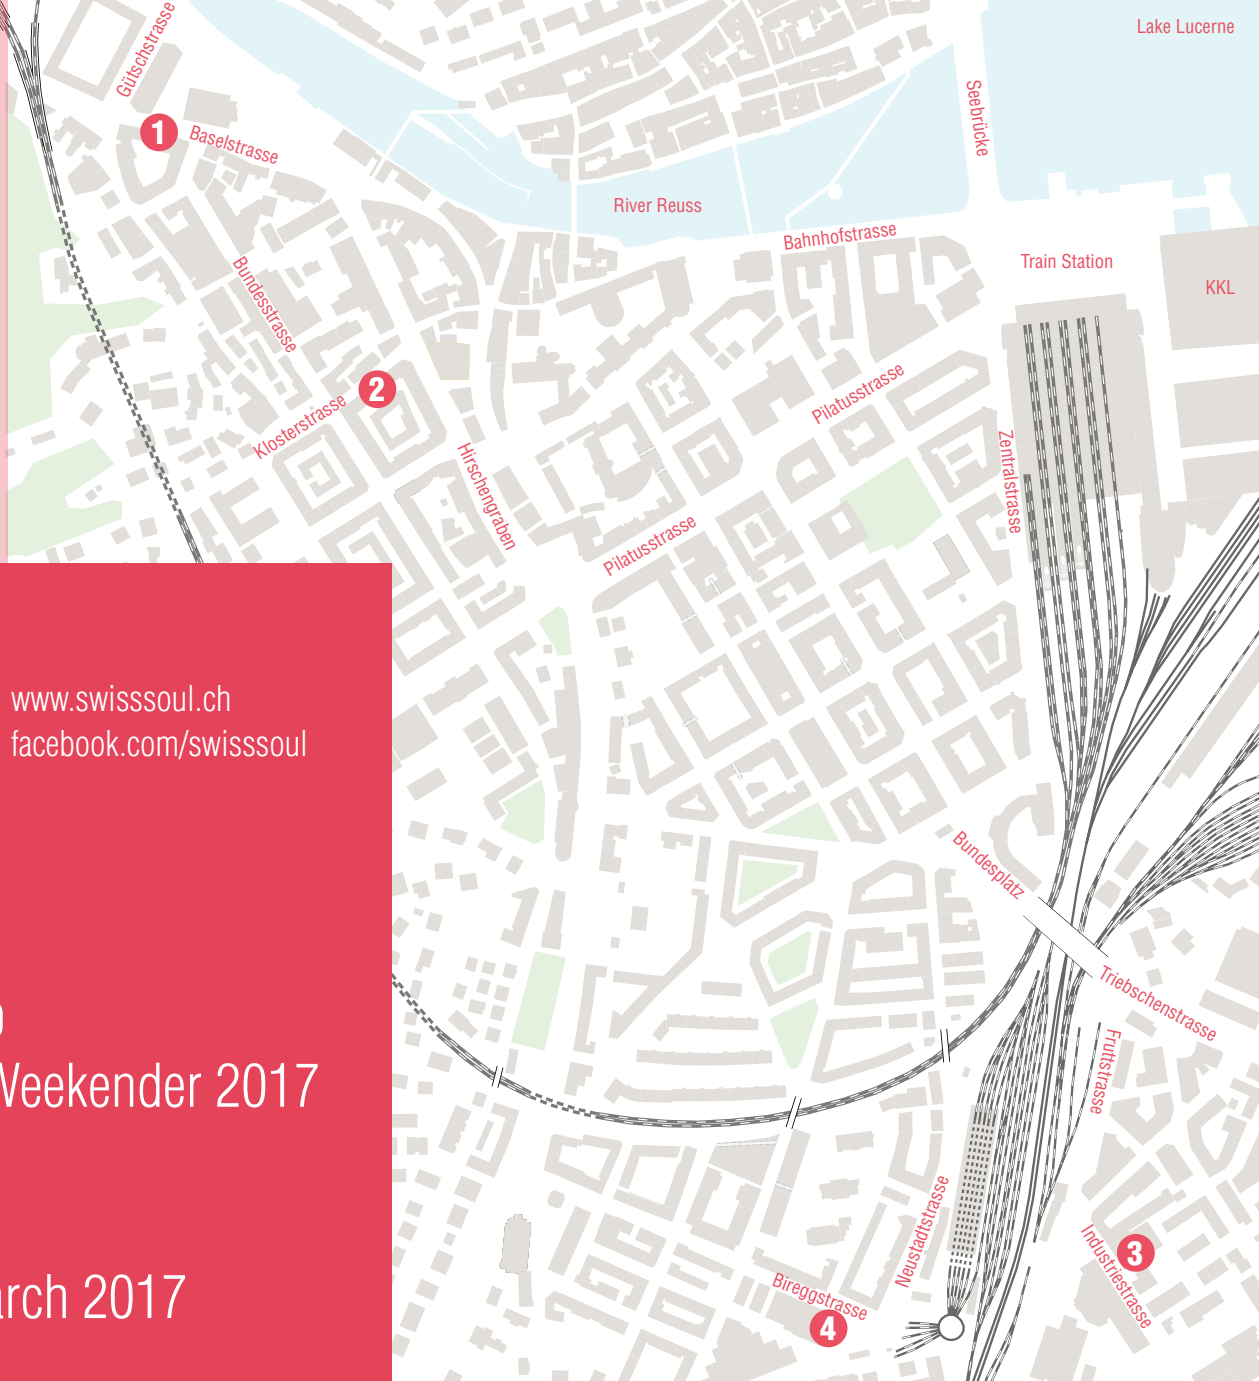 Lake Lucerne
Gütschstrasse
Seebrücke
1
Baselstrasse
River Reuss
Bahnhofstrasse
Train Station
KKL
Bundesstrasse
2
Pilatusstrasse
Klosterstrasse
Zentralstrasse
Hirschengraben
Pilatusstrasse
www.swisssoul.ch
facebook.com/swisssoul
Bundesplatz
Triebschenstrasse
Weekender 2017
Fruttstrasse
Neustadtstrasse
3
Industriestrasse
arch 2017
Bireggstrasse
4